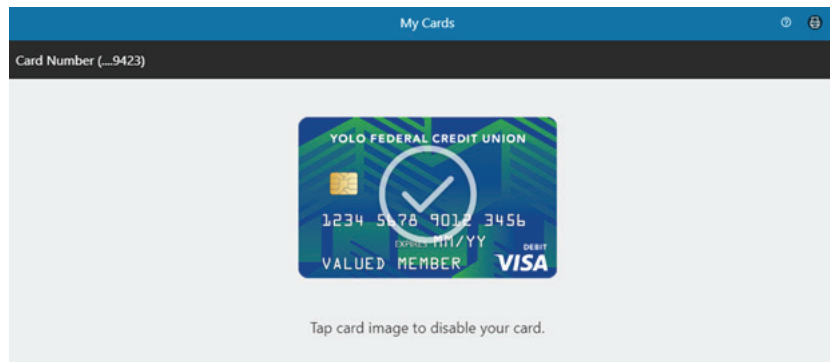 My Cards
Card Number (....9423)
YOLO FEDERAL CREDIT UNION
1234 5678 9012 3456
EXPIRES MM/YY
DEBIT
VALUED MEMBER VISA
Tap card image to disable your card.